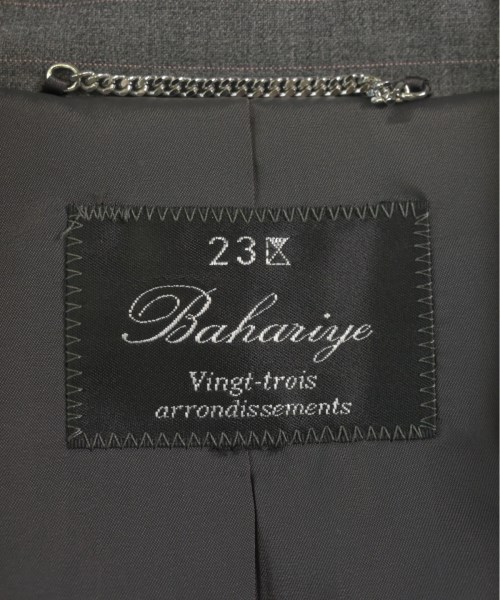 23区
Bahariye
Vingt-trois
arrondissements